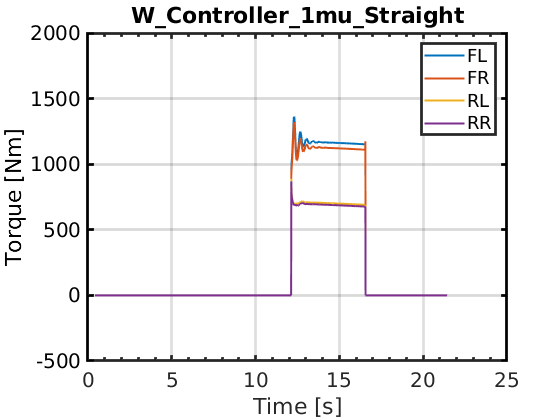 W_Controller_1mu_Straight
2000
1500
1000
500
0
-500
Torque [Nm]
FL
FR
RL
RR
0 5 10 15 20 25
Time [s]